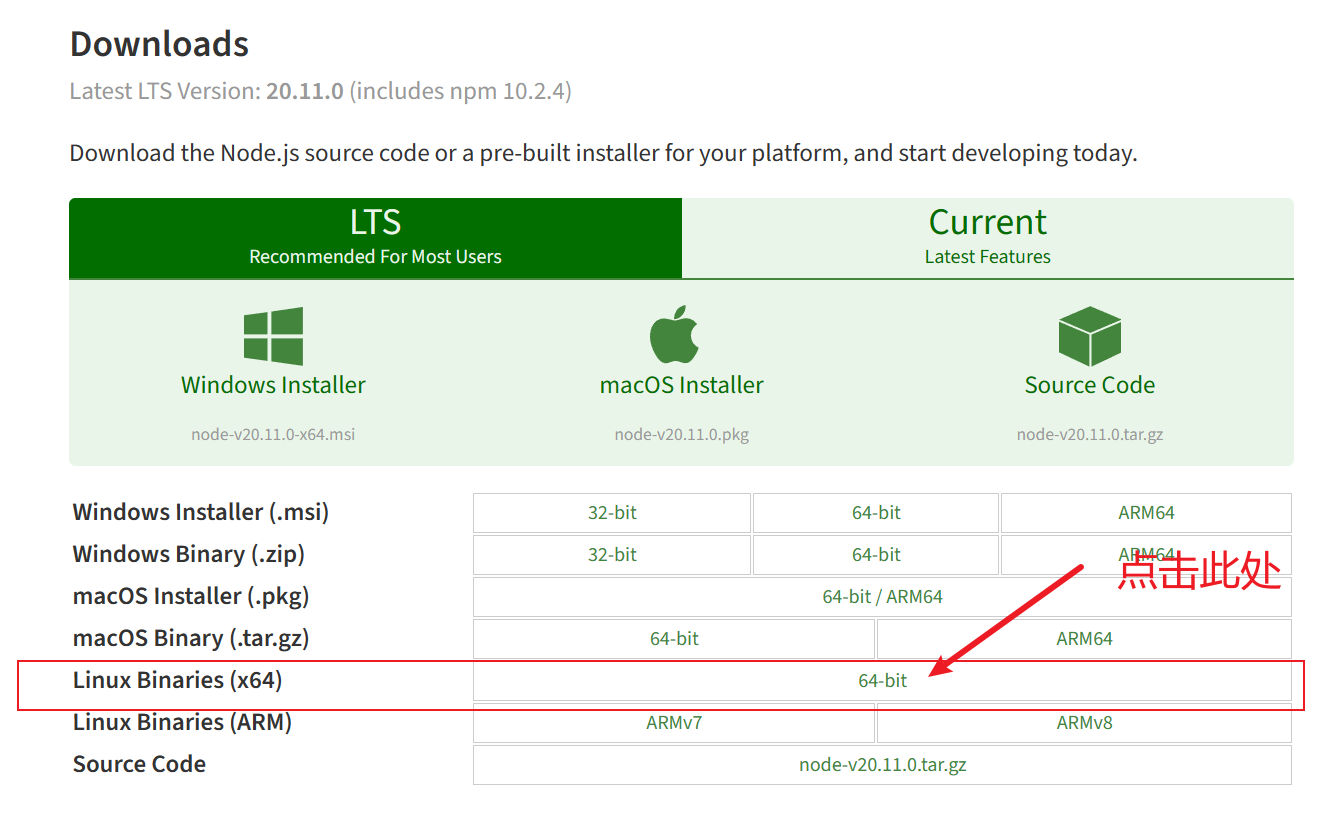 Downloads
Latest LTS Version: 20.11.0 (includes npm 10.2.4)
Download the Node.js source code or a pre-built installer for your platform, and start developing today.
LTS
Recommended For Most Users
Current
Latest Features
Windows Installer
macOS Installer
Source Code
node-v20.11.0-x64.msi
node-v20.11.0.pkg
node-v20.11.0.tar.gz
Windows Installer (.msi) 32-bit 64-bit ARM64
Windows Binary (.zip) 32-bit 64-bit ARM64
点击此处
macOS Installer (.pkg) 64-bit / ARM64
macOS Binary (.tar.gz) 64-bit ARM64
Linux Binaries (x64) 64-bit
Linux Binaries (ARM) ARMv7 ARMv8
Source Code node-v20.11.0.tar.gz